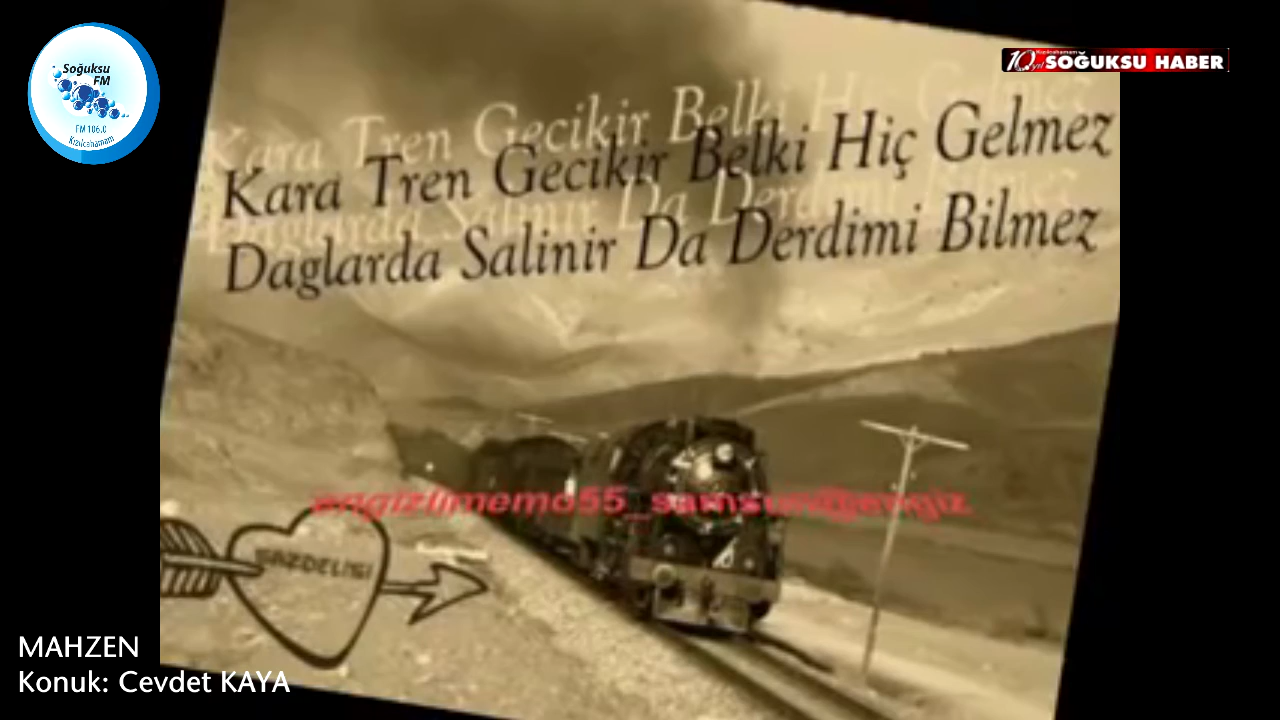 Soğuksu
FM
FM 106.0
Kızılcahamam
10.yıl
SOĞUKSU HABER
Kara Tren Gecikir Belki Hiç Gelmez
Daglarda Salinir Da Derdimi Bilmez
MAHZEN
Konuk: Cevdet KAYA